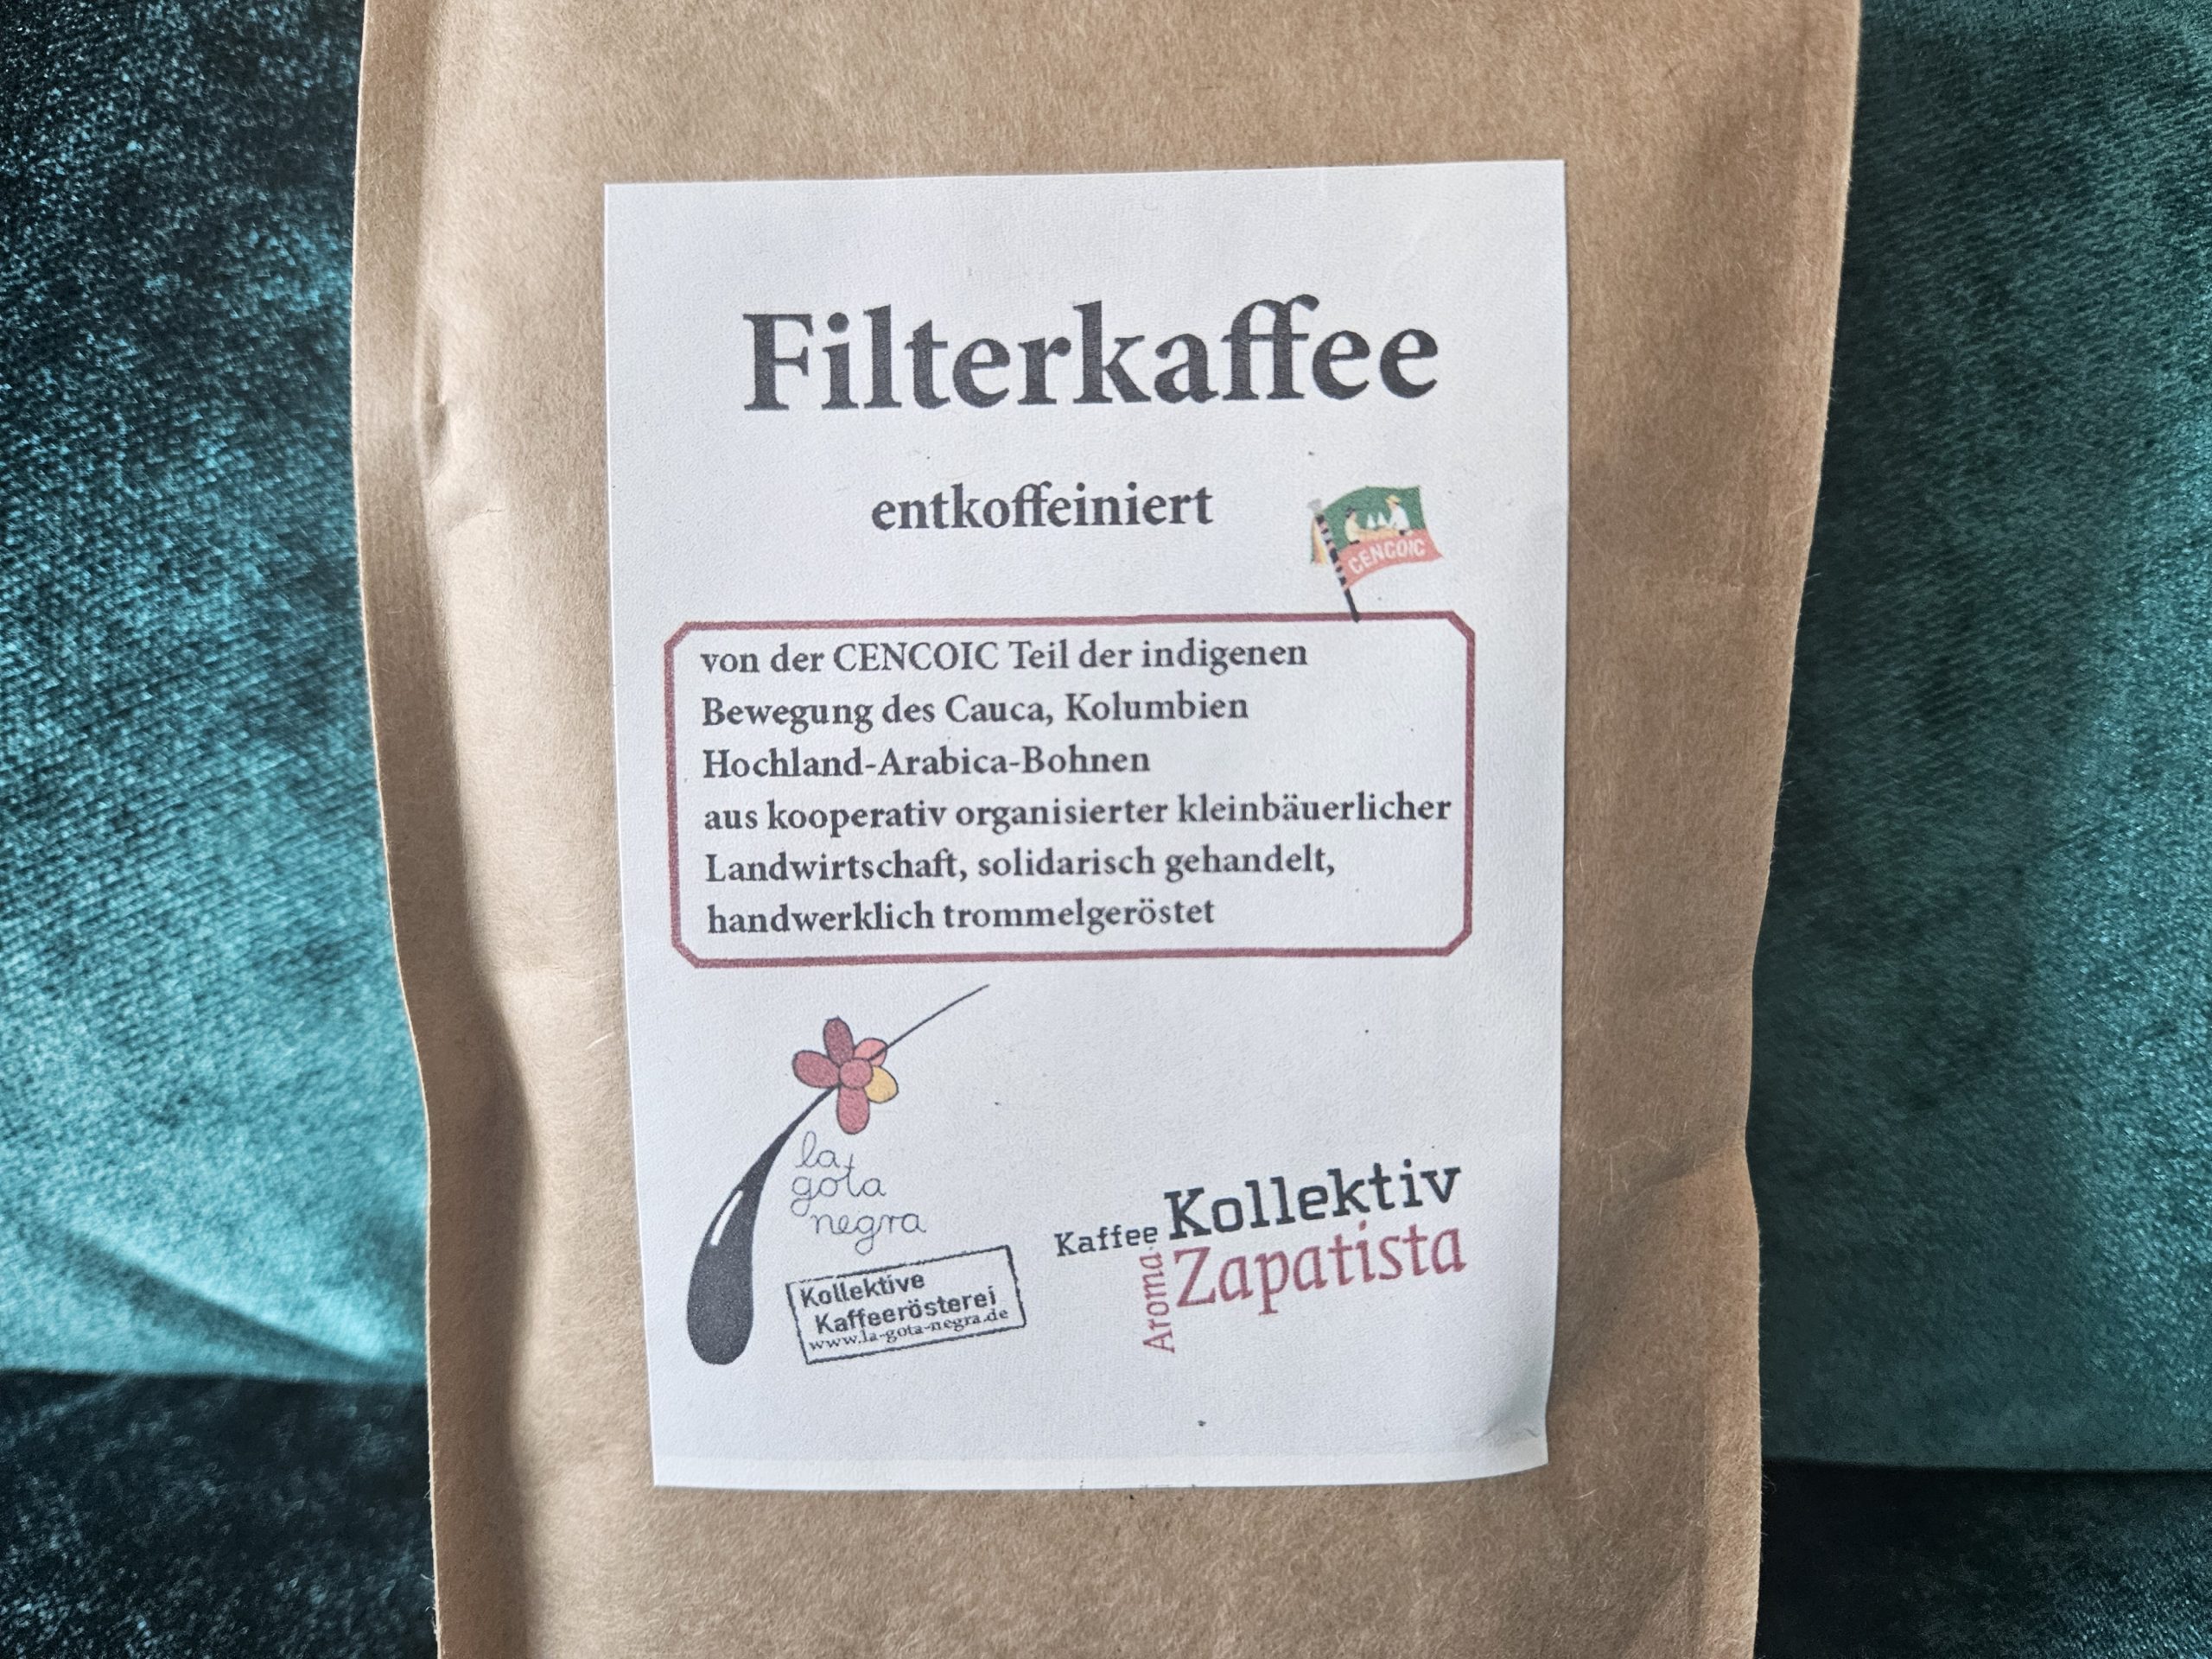 Filterkaffee
entkoffeiniert
CENCOIC
von der CENCOIC Teil der indigenen
Bewegung des Cauca, Kolumbien
Hochland-Arabica-Bohnen
aus kooperativ organisierter kleinbäuerlicher
Landwirtschaft, solidarisch gehandelt,
handwerklich trommelgeröstet
la
gota
negra
Kollektive
Kaffeerösterei
www.la-gota-negra.de
Kaffee Kollektiv
Aroma Zapatista